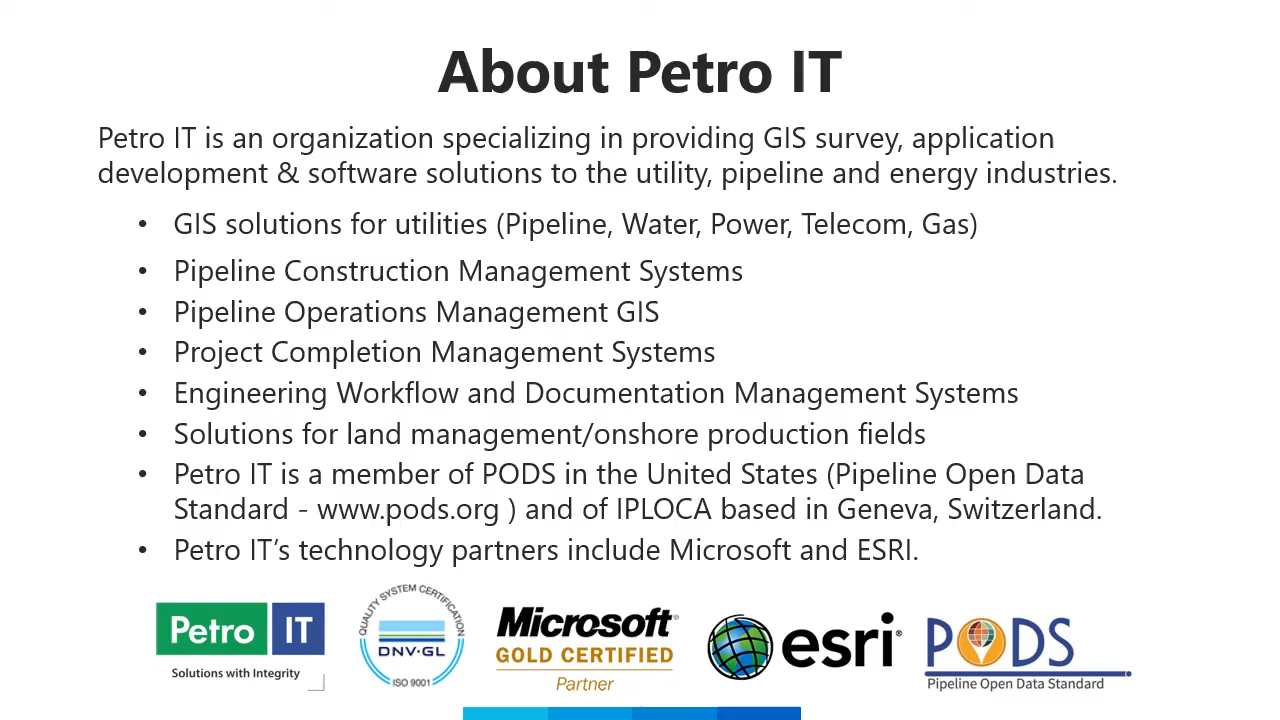 About Petro IT
Petro IT is an organization specializing in providing GIS survey, application
development & software solutions to the utility, pipeline and energy industries.
• GIS solutions for utilities (Pipeline, Water, Power, Telecom, Gas)
• Pipeline Construction Management Systems
• Pipeline Operations Management GIS
• Project Completion Management Systems
• Engineering Workflow and Documentation Management Systems
• Solutions for land management/onshore production fields
• Petro IT is a member of PODS in the United States (Pipeline Open Data
Standard - www.pods.org ) and of IPLOCA based in Geneva, Switzerland.
• Petro IT's technology partners include Microsoft and ESRI.
Petro IT
Solutions with Integrity
QUALITY SYSTEM CERTIFICATION
DNV·GL
ISO 9001
Microsoft®
GOLD CERTIFIED
Partner
esri®
PODS
Pipeline Open Data Standard